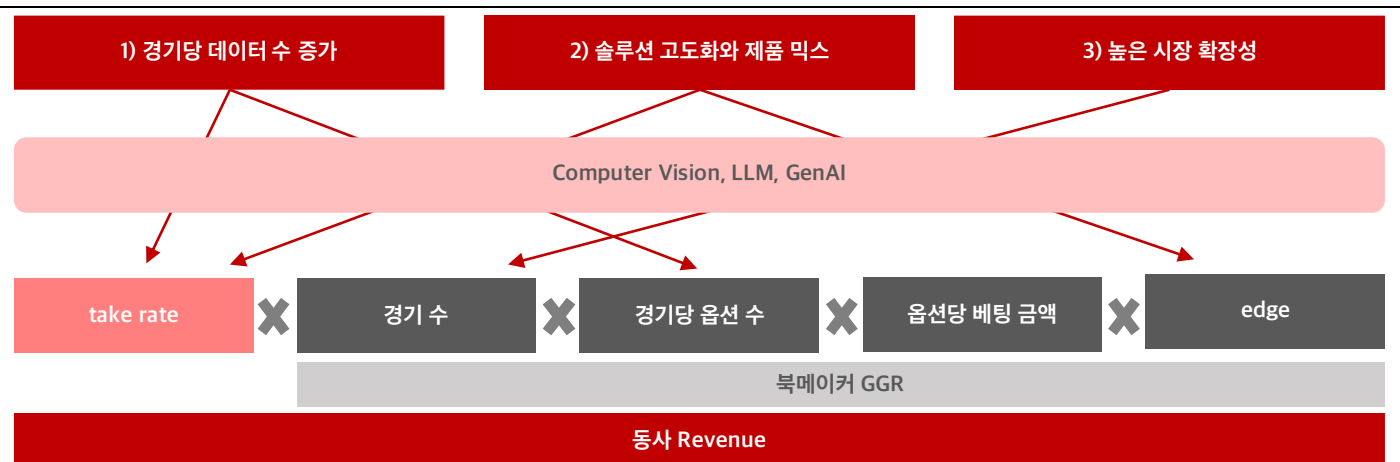 1) 경기당 데이터 수 증가
2) 솔루션 고도화와 제품 믹스
3) 높은 시장 확장성
Computer Vision, LLM, GenAI
take rate
경기 수
경기당 옵션 수
옵션당 베팅 금액
edge
북메이커 GGR
동사 Revenue